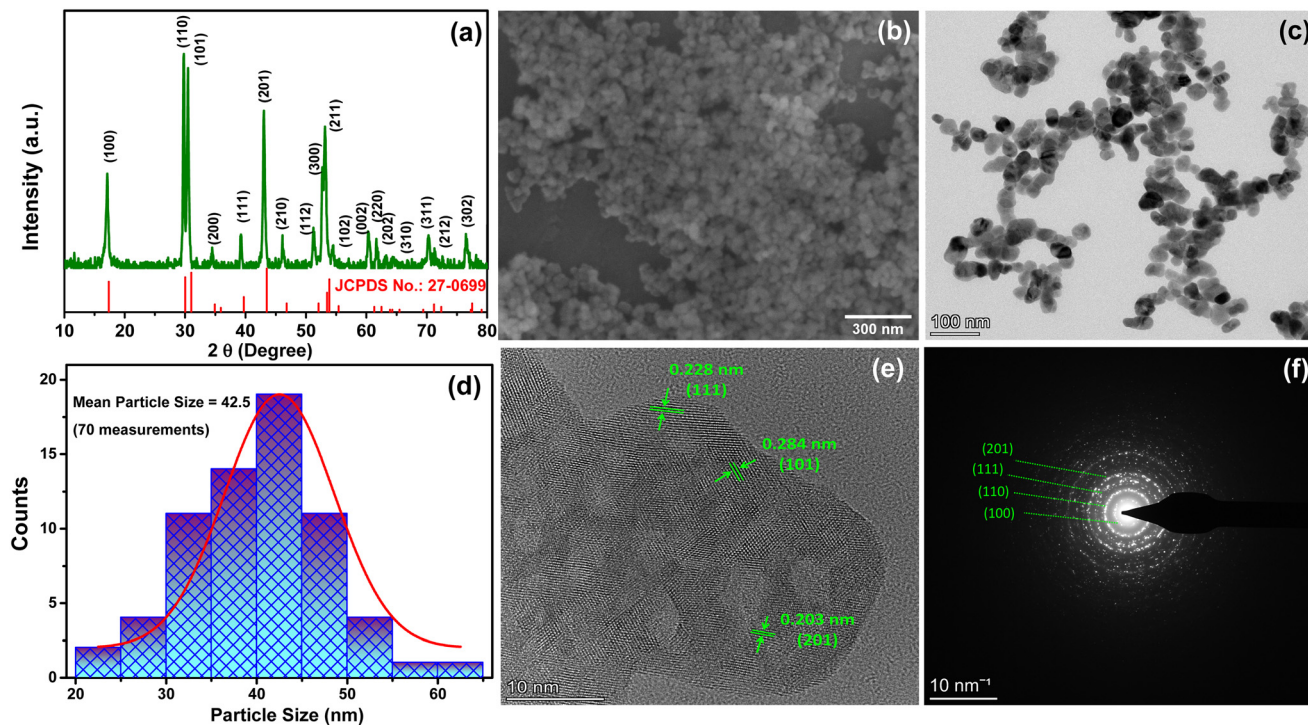 (a)
Intensity (a.u.)
(100)
(110)
(101)
(200)
(111)
(201)
(210)
(112)
(300)
(211)
(102)
(002)
(220)
(202)
(310)
(311)
(212)
(302)
JCPDS No.: 27-0699
10 20 30 40 50 60 70 80
2 θ (Degree)
(b)
300 nm
(c)
100 nm
(d)
Mean Particle Size = 42.5
(70 measurements)
Counts
20
15
10
5
0
20 30 40 50 60
Particle Size (nm)
(e)
0.228 nm
(111)
0.284 nm
(101)
0.203 nm
(201)
10 nm
(f)
(201)
(111)
(110)
(100)
10 nm⁻¹